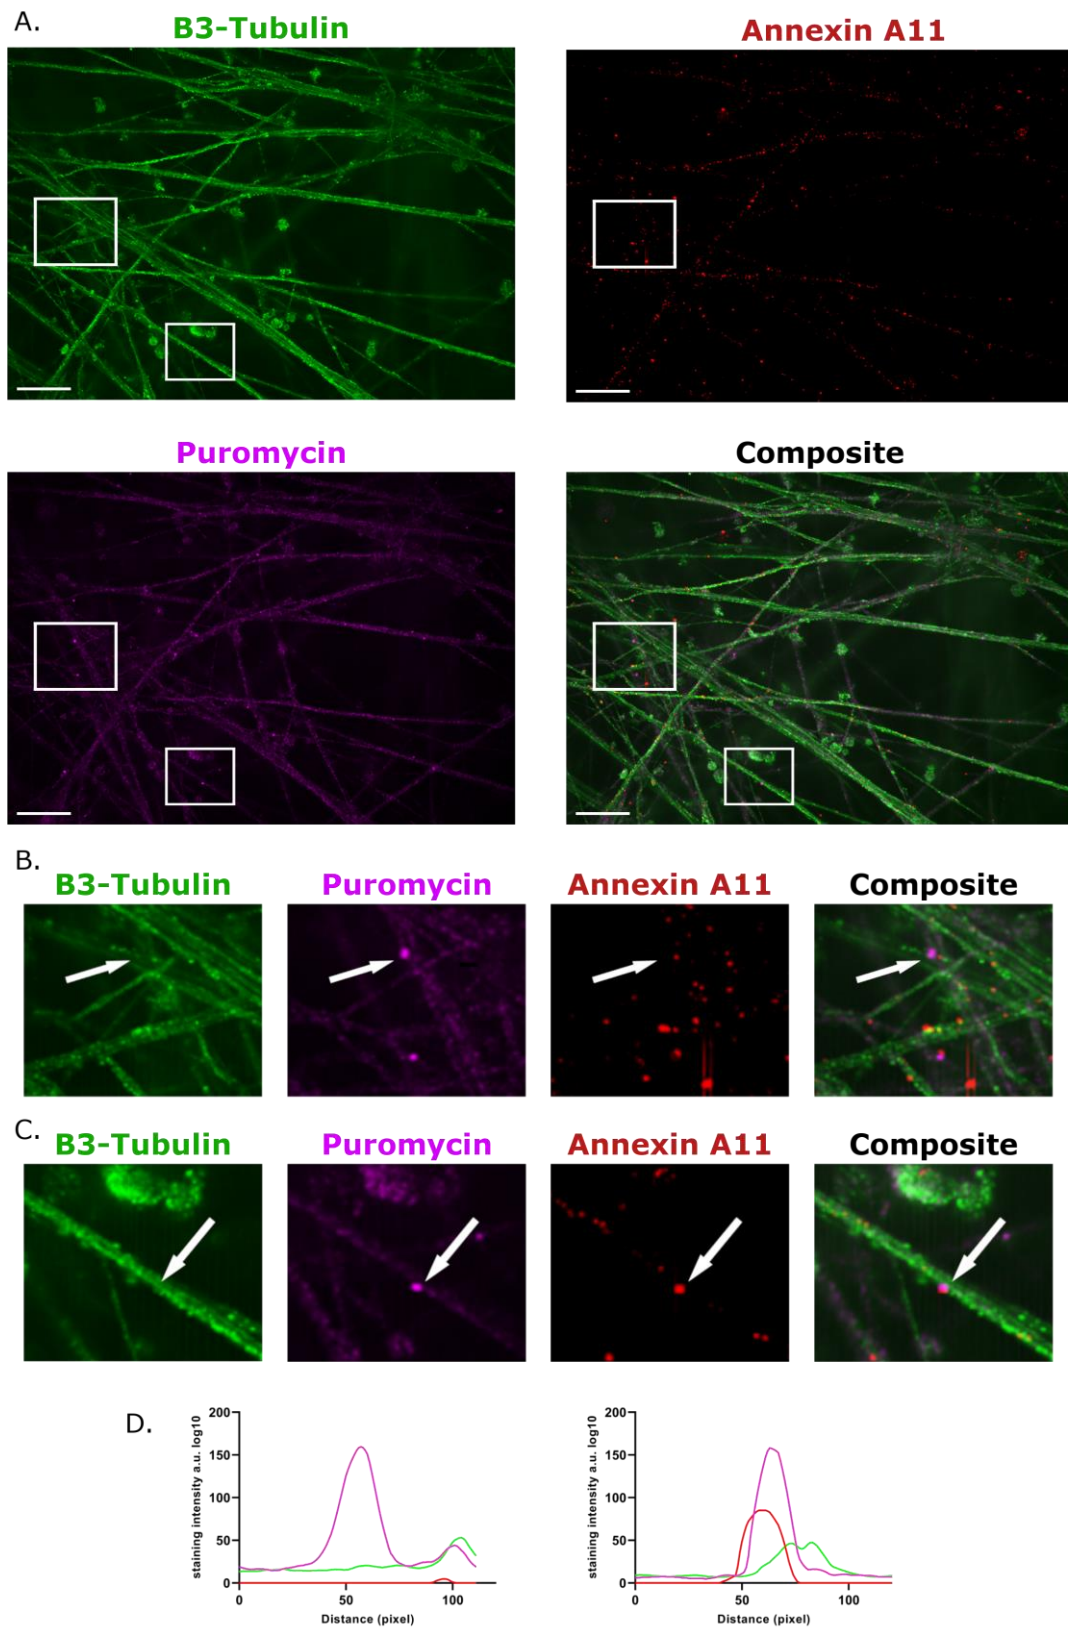 A.
B3-Tubulin Annexin A11
Puromycin Composite
B.
B3-Tubulin Puromycin Annexin A11 Composite
C.
B3-Tubulin Puromycin Annexin A11 Composite
D.
staining intensity a.u. log10
200
150
100
50
0
0 50 100
Distance (pixel)
staining intensity a.u. log10
200
150
100
50
0
0 50 100
Distance (pixel)